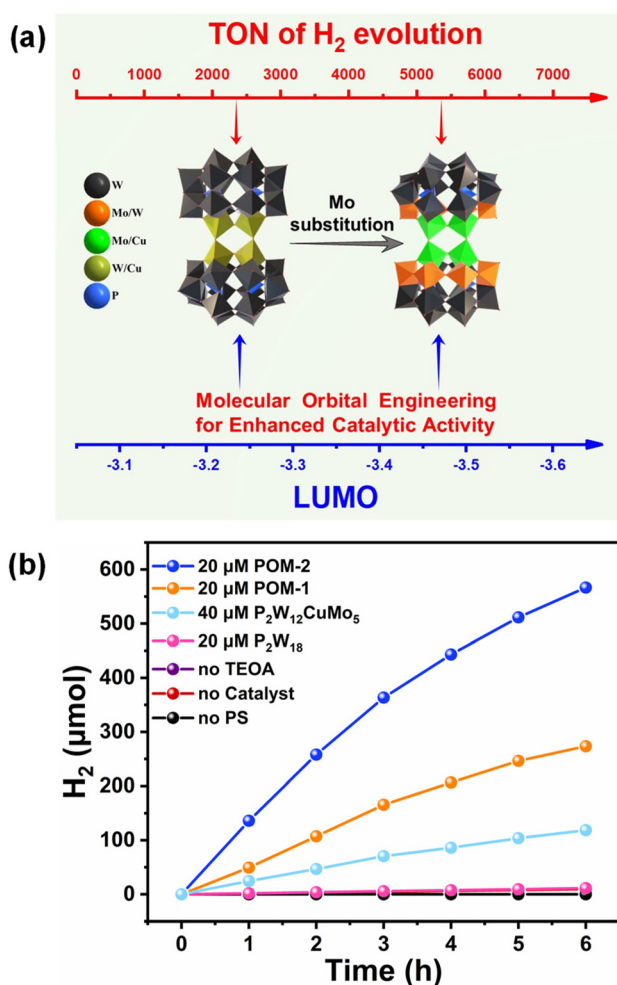 (a)
TON of H₂ evolution
0 1000 2000 3000 4000 5000 6000 7000
W
Mo/W
Mo/Cu
W/Cu
P
Mo
substitution
Molecular Orbital Engineering
for Enhanced Catalytic Activity
-3.1 -3.2 -3.3 -3.4 -3.5 -3.6
LUMO
(b)
20 μM POM-2
20 μM POM-1
40 μM P₂W₁₂CuMo₅
20 μM P₂W₁₈
no TEOA
no Catalyst
no PS
H₂ (μmol)
600
500
400
300
200
100
0
0 1 2 3 4 5 6
Time (h)